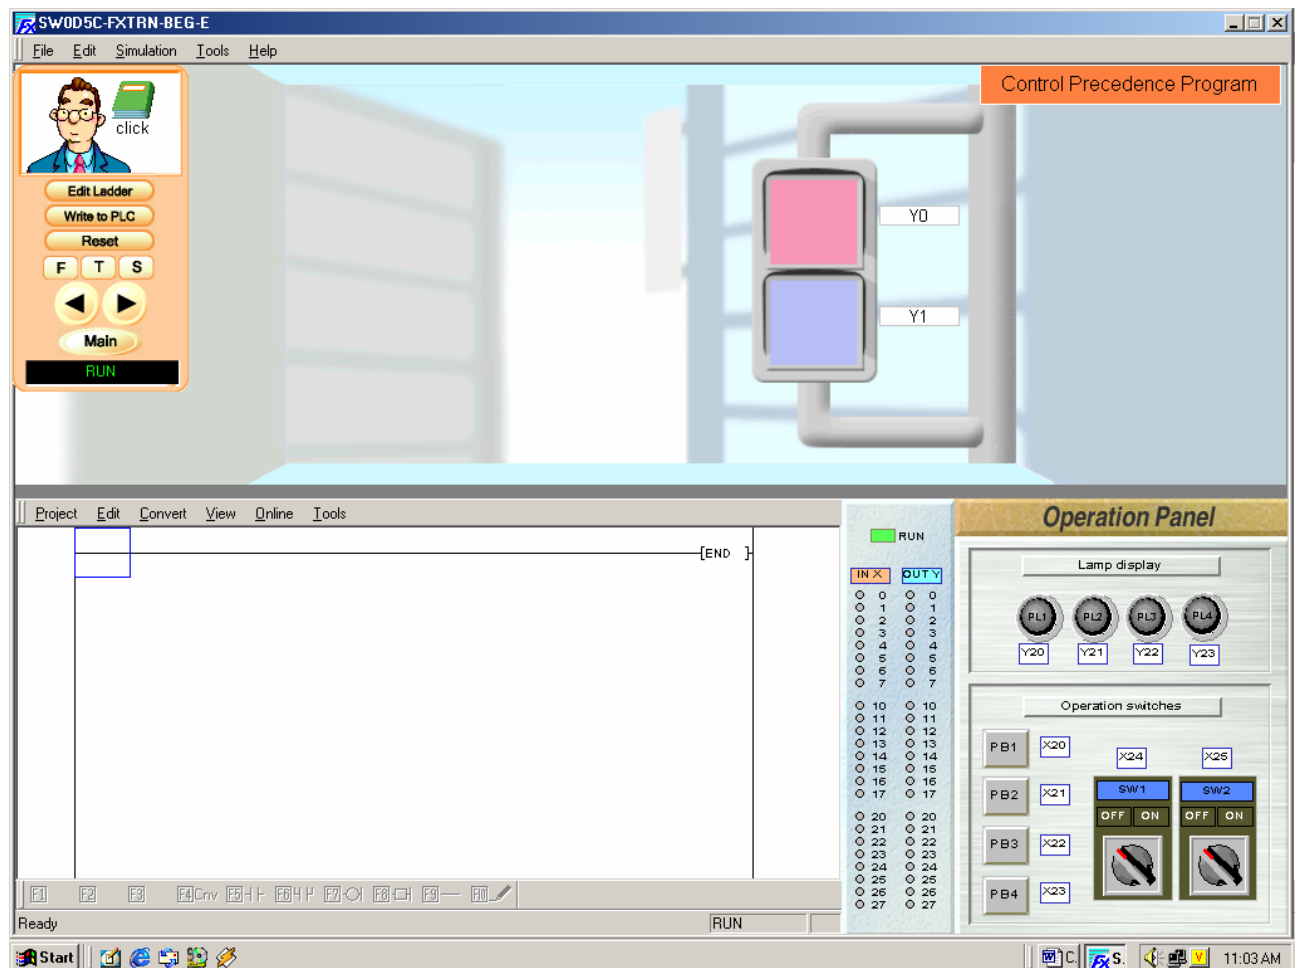 SW0D5C-FXTRN-BEG-E
File Edit Simulation Tools Help
Control Precedence Program
click
Edit Ladder
Write to PLC
Reset
F T S
Main
RUN
Y0
Y1
Project Edit Convert View Online Tools
END
RUN
IN X OUT Y
0 0
1 1
2 2
3 3
4 4
5 5
6 6
7 7
10 10
11 11
12 12
13 13
14 14
15 15
16 16
17 17
20 20
21 21
22 22
23 23
24 24
25 25
26 26
27 27
Operation Panel
Lamp display
PL1 PL2 PL3 PL4
Y20 Y21 Y22 Y23
Operation switches
PB1 X20
PB2 X21
PB3 X22
PB4 X23
X24 X25
SW1 SW2
OFF ON OFF ON
F1 F2 F3 F4Cnv F5 F6 F7 F8 F9 F10
Ready RUN
Start C. FX S. V 11:03 AM